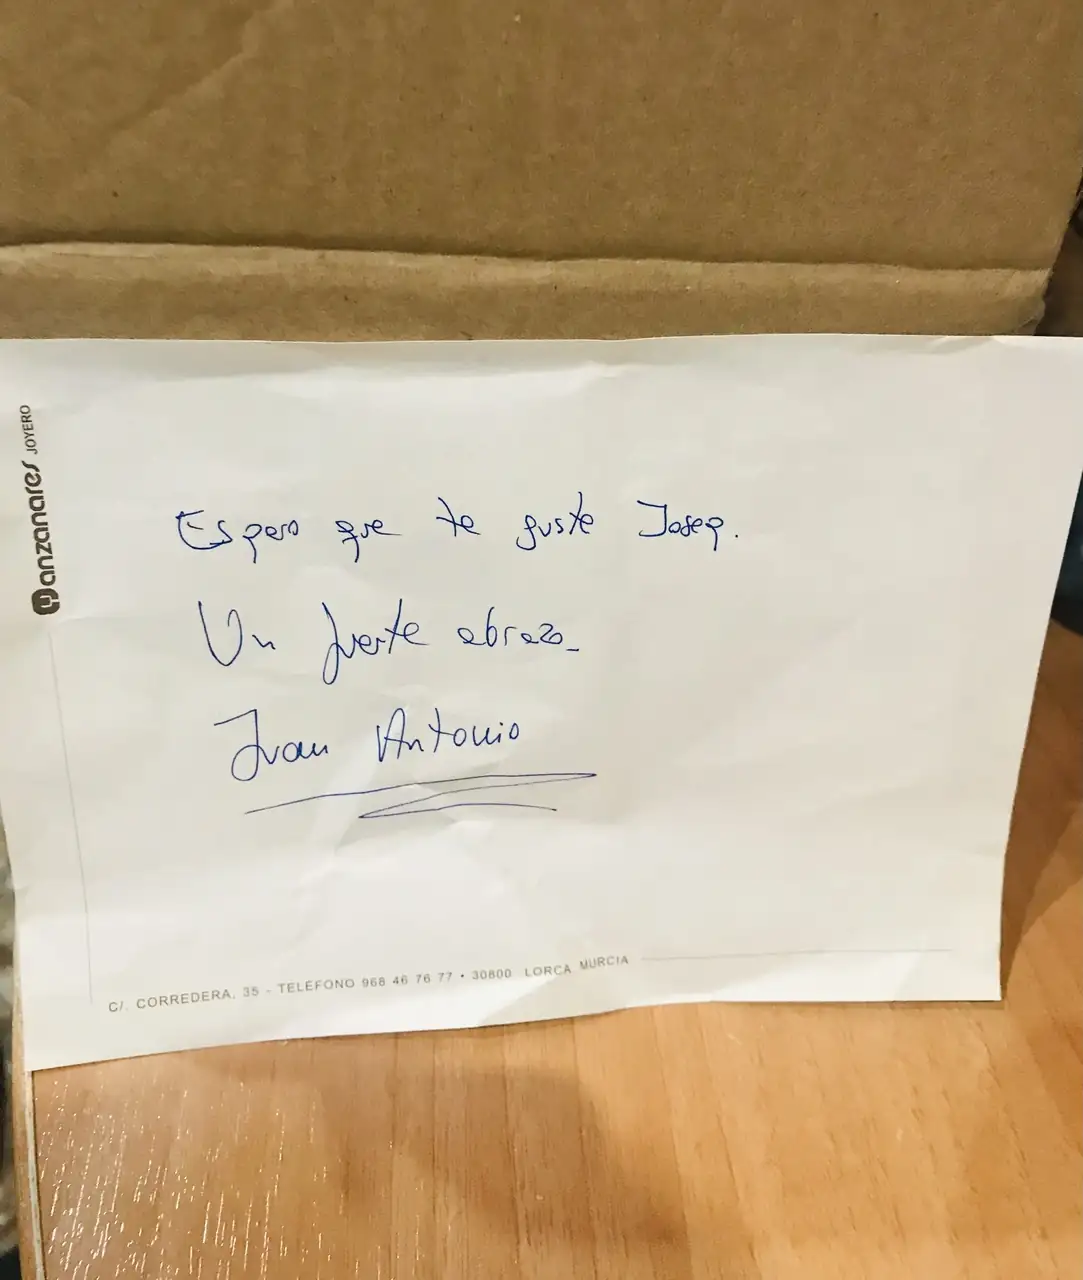 Manzanares JOYERO
Espero que te guste Josep.
Un fuerte abrazo_
Juan Antonio
C/. CORREDERA, 35 - TELÉFONO 968 46 76 77 • 30800 LORCA MURCIA